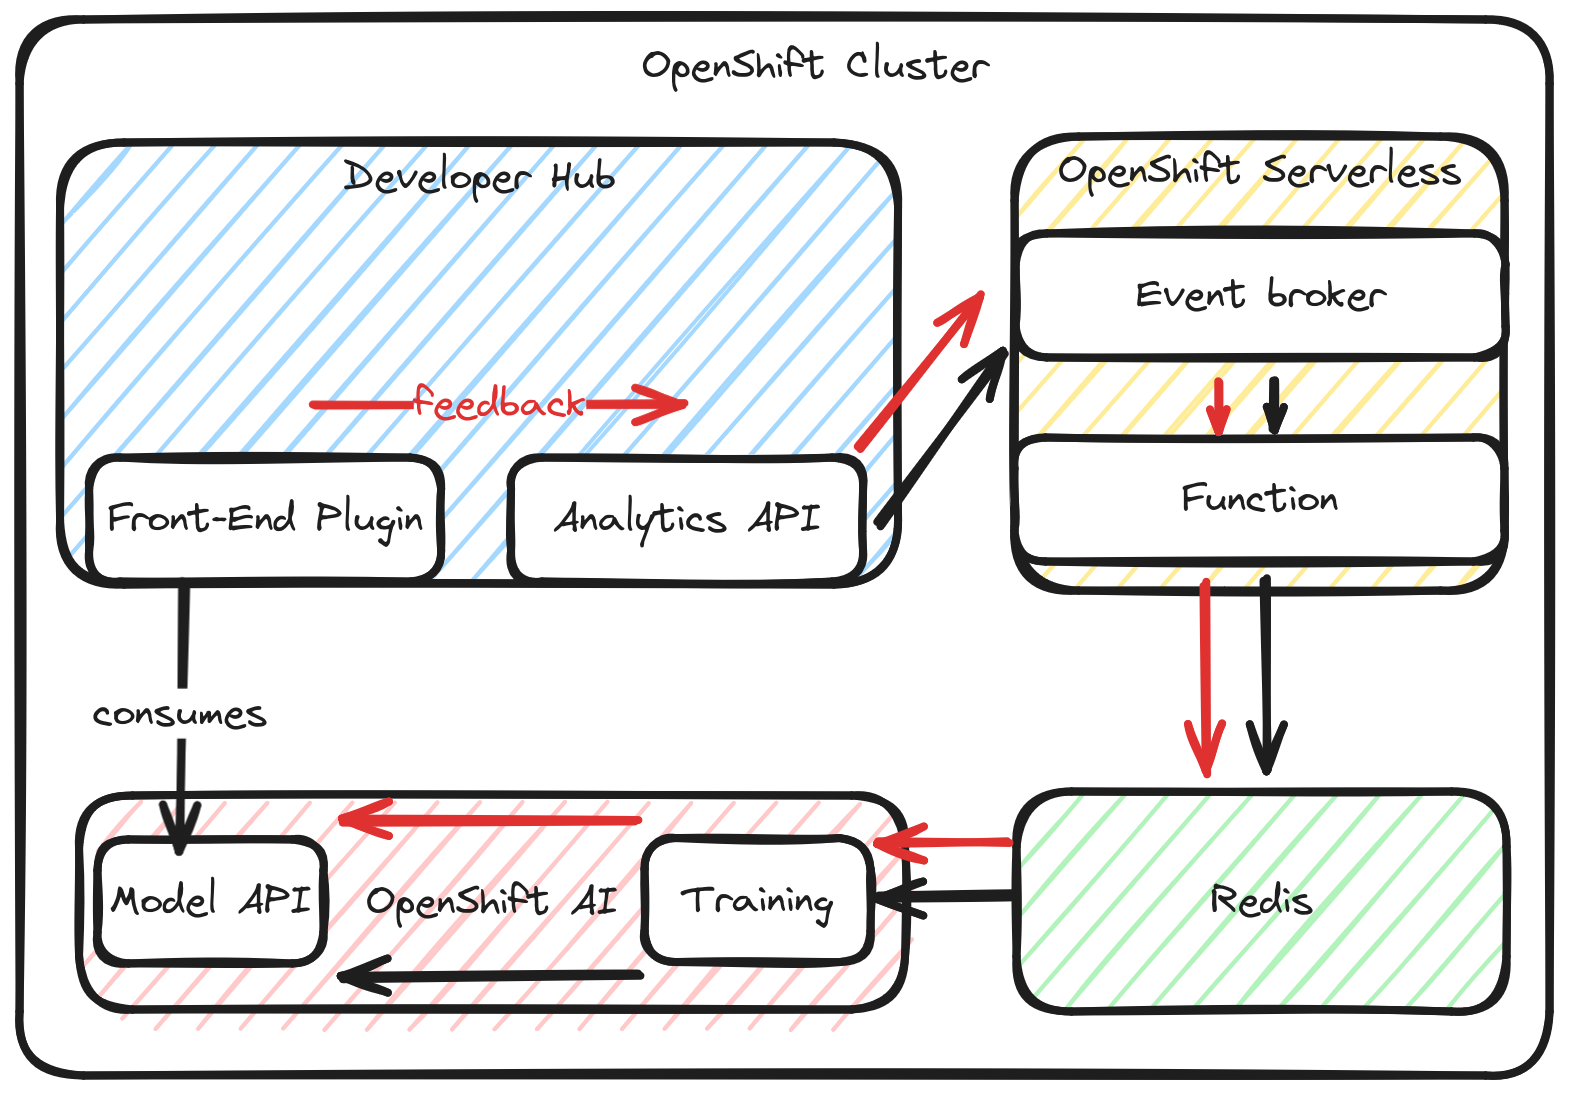 OpenShift Cluster
Developer Hub
OpenShift Serverless
Event broker
feedback
Front-End Plugin
Analytics API
Function
consumes
Model API
OpenShift AI
Training
Redis